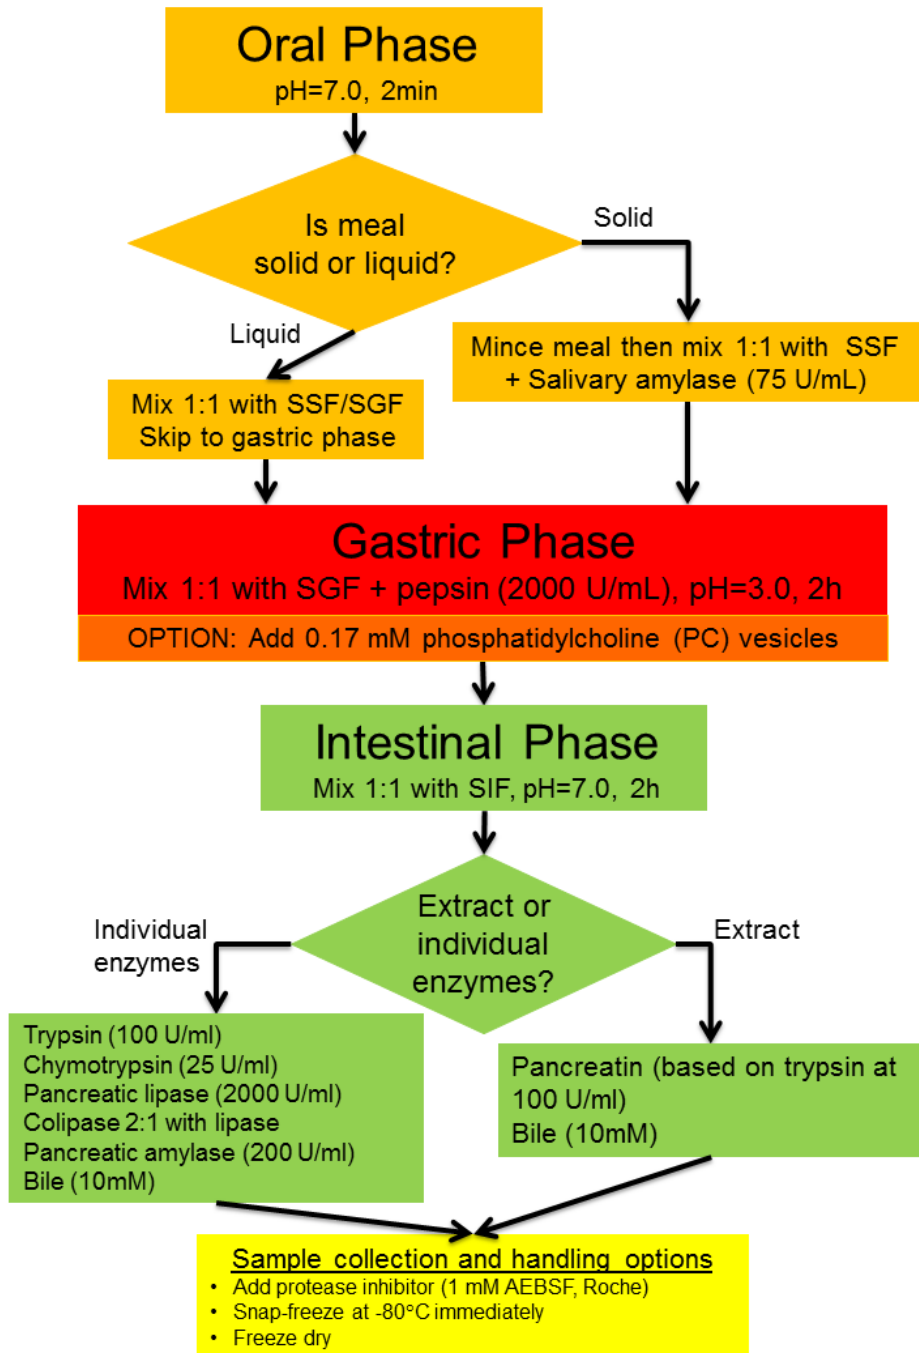 Oral Phase
pH=7.0, 2min
Is meal
solid or liquid?
Solid
Liquid
Mince meal then mix 1:1 with SSF
+ Salivary amylase (75 U/mL)
Mix 1:1 with SSF/SGF
Skip to gastric phase
Gastric Phase
Mix 1:1 with SGF + pepsin (2000 U/mL), pH=3.0, 2h
OPTION: Add 0.17 mM phosphatidylcholine (PC) vesicles
Intestinal Phase
Mix 1:1 with SIF, pH=7.0, 2h
Extract or
individual
enzymes?
Individual
enzymes
Extract
Trypsin (100 U/ml)
Chymotrypsin (25 U/ml)
Pancreatic lipase (2000 U/ml)
Colipase 2:1 with lipase
Pancreatic amylase (200 U/ml)
Bile (10mM)
Pancreatin (based on trypsin at
100 U/ml)
Bile (10mM)
Sample collection and handling options
• Add protease inhibitor (1 mM AEBSF, Roche)
• Snap-freeze at -80°C immediately
• Freeze dry